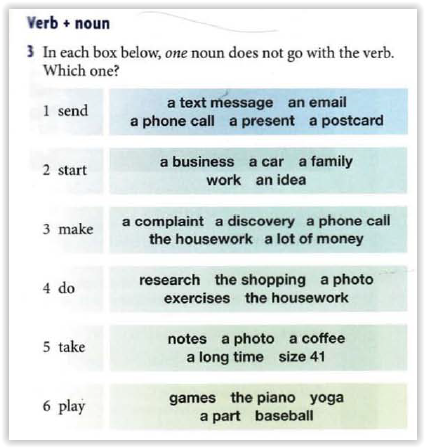 Verb + noun
3 In each box below, one noun does not go with the verb.
Which one?
1 send
a text message an email
a phone call a present a postcard
2 start
a business a car a family
work an idea
3 make
a complaint a discovery a phone call
the housework a lot of money
4 do
research the shopping a photo
exercises the housework
5 take
notes a photo a coffee
a long time size 41
6 play
games the piano yoga
a part baseball